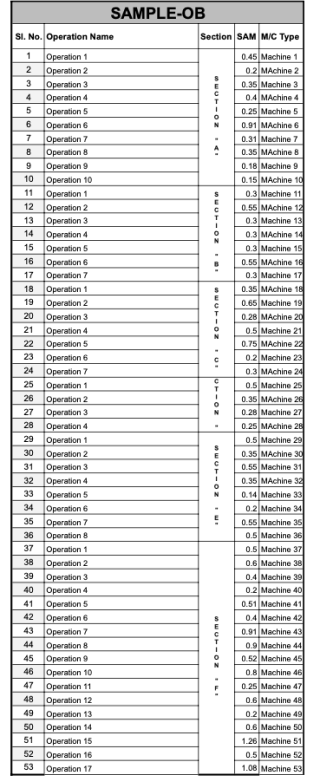 SAMPLE-OB
Sl. No. Operation Name Section SAM M/C Type
1 Operation 1 0.45 Machine 1
2 Operation 2 0.2 MAchine 2
3 Operation 3 0.35 Machine 3
4 Operation 4 0.4 MAchine 4
5 Operation 5 0.25 Machine 5
6 Operation 6 0.91 MAchine 6
7 Operation 7 0.31 Machine 7
8 Operation 8 0.35 MAchine 8
9 Operation 9 0.18 Machine 9
10 Operation 10 0.15 MAchine 10
SECTION "A"
11 Operation 1 0.3 Machine 11
12 Operation 2 0.55 MAchine 12
13 Operation 3 0.3 Machine 13
14 Operation 4 0.3 MAchine 14
15 Operation 5 0.3 Machine 15
16 Operation 6 0.55 MAchine 16
17 Operation 7 0.3 Machine 17
SECTION "B"
18 Operation 1 0.35 MAchine 18
19 Operation 2 0.65 Machine 19
20 Operation 3 0.28 MAchine 20
21 Operation 4 0.5 Machine 21
22 Operation 5 0.75 MAchine 22
23 Operation 6 0.2 Machine 23
24 Operation 7 0.3 MAchine 24
SECTION "C"
25 Operation 1 0.5 Machine 25
26 Operation 2 0.35 MAchine 26
27 Operation 3 0.28 Machine 27
28 Operation 4 0.25 MAchine 28
CTION "
29 Operation 1 0.5 Machine 29
30 Operation 2 0.35 MAchine 30
31 Operation 3 0.55 Machine 31
32 Operation 4 0.35 MAchine 32
33 Operation 5 0.14 Machine 33
34 Operation 6 0.2 Machine 34
35 Operation 7 0.55 Machine 35
36 Operation 8 0.5 Machine 36
SECTION "E"
37 Operation 1 0.5 Machine 37
38 Operation 2 0.6 Machine 38
39 Operation 3 0.4 Machine 39
40 Operation 4 0.2 Machine 40
41 Operation 5 0.51 Machine 41
42 Operation 6 0.4 Machine 42
43 Operation 7 0.91 Machine 43
44 Operation 8 0.9 Machine 44
45 Operation 9 0.52 Machine 45
46 Operation 10 0.8 Machine 46
47 Operation 11 0.25 Machine 47
48 Operation 12 0.6 Machine 48
49 Operation 13 0.2 Machine 49
50 Operation 14 0.6 Machine 50
51 Operation 15 1.26 Machine 51
52 Operation 16 0.5 Machine 52
53 Operation 17 1.08 Machine 53
SECTION "F"